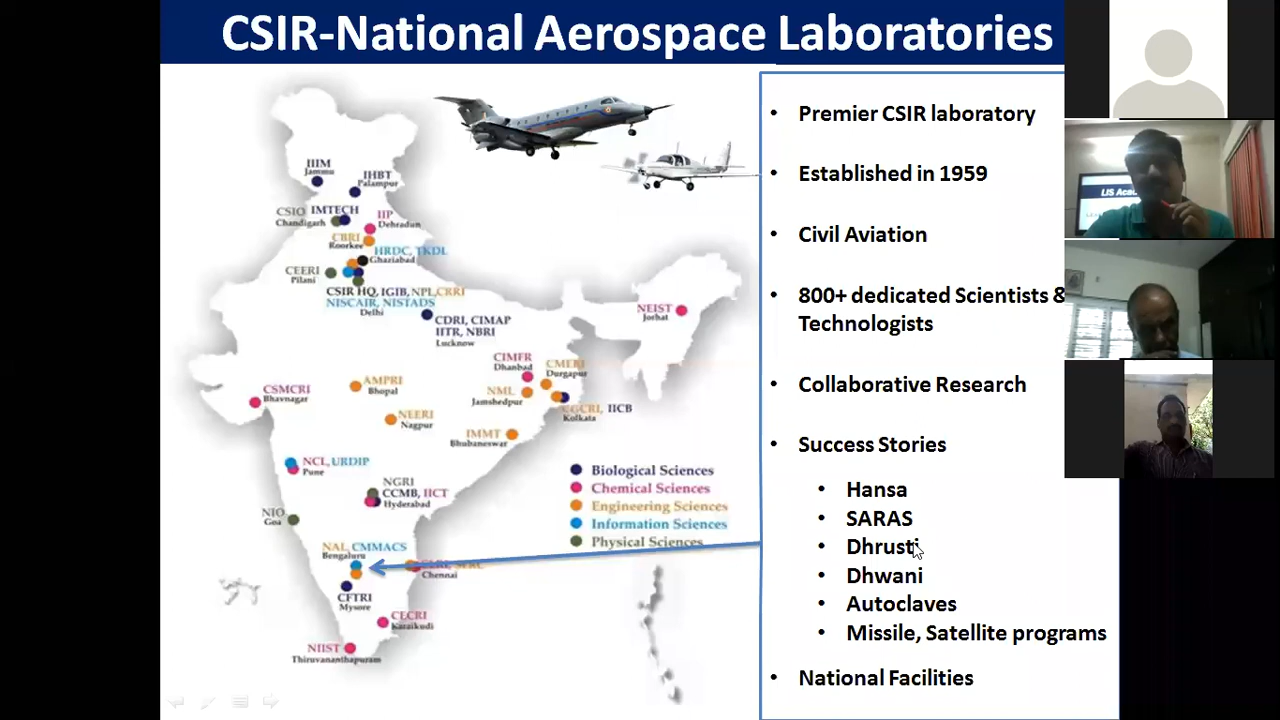 CSIR-National Aerospace Laboratories
IIIM
Jammu
IHBT
Palampur
CSIO
Chandigarh
IMTECH
IIP
Dehradun
CBRI
Roorkee
HRDC, TKDL
Ghaziabad
CEERI
Pilani
CSIR HQ, IGIB, NPL, CRRI
NISCAIR, NISTADS
Delhi
CDRI, CIMAP
IITR, NBRI
Lucknow
NEIST
Jorhat
CIMFR
Dhanbad
CMERI
Durgapur
CSMCRI
Bhavnagar
AMPRI
Bhopal
NML
Jamshedpur
CGCRI, IICB
Kolkata
NEERI
Nagpur
IMMT
Bhubaneswar
NCL, URDIP
Pune
NGRI
CCMB, IICT
Hyderabad
NIO
Goa
NAL, CMMACS
Bengaluru
Chennai
CFTRI
Mysore
CECRI
Karaikudi
NIIST
Thiruvananthapuram
Biological Sciences
Chemical Sciences
Engineering Sciences
Information Sciences
Physical Sciences
• Premier CSIR laboratory
• Established in 1959
• Civil Aviation
• 800+ dedicated Scientists &
Technologists
• Collaborative Research
• Success Stories
• Hansa
• SARAS
• Dhrusti
• Dhwani
• Autoclaves
• Missile, Satellite programs
• National Facilities
LIS